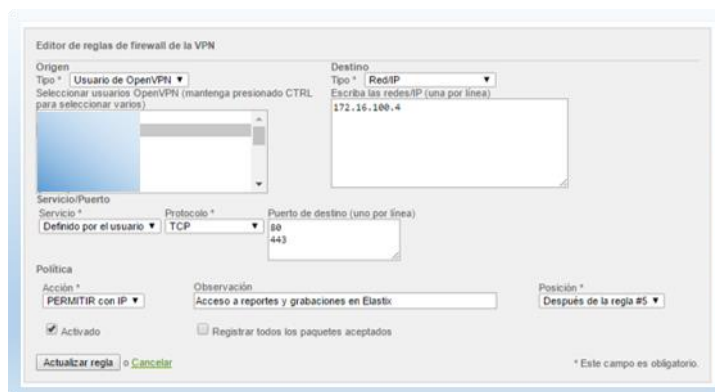 Editor de reglas de firewall de la VPN
Origen
Tipo * Usuario de OpenVPN
Seleccionar usuarios OpenVPN (mantenga presionado CTRL
para seleccionar varios)
Destino
Tipo * Red/IP
Escriba las redes/IP (una por línea)
172.16.100.4
Servicio/Puerto
Servicio * Protocolo * Puerto de destino (uno por línea)
Definido por el usuario TCP 80
443
Política
Acción * Observación Posición *
PERMITIR con IP Acceso a reportes y grabaciones en Elastix Después de la regla #5
Activado Registrar todos los paquetes aceptados
Actualizar regla o Cancelar * Este campo es obligatorio.